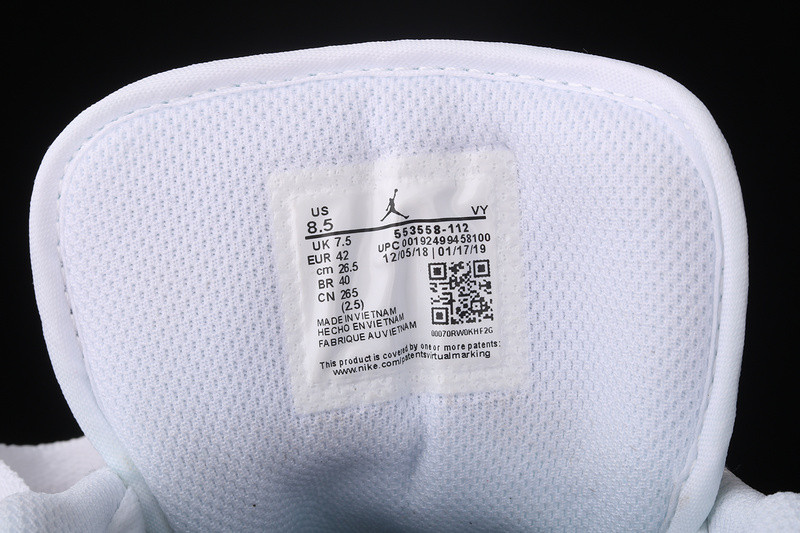 US VY
8.5 553558-112
UK 7.5 UPC 00192499458100
EUR 42 12/05/18 | 01/17/19
cm 26.5
BR 40
CN 265
(2.5)
MADE IN VIETNAM
HECHO EN VIETNAM
FABRIQUE AU VIETNAM
00070RW0KHF2G
This product is covered by one or more patents:
www.nike.com/patentsvirtualmarking